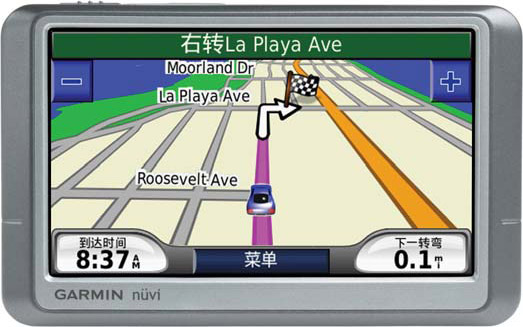 右转La Playa Ave
Moorland Dr
La Playa Ave
Roosevelt Ave
到达时间
8:37AM
菜单
下一转弯
0.1mi
GARMIN nüvi